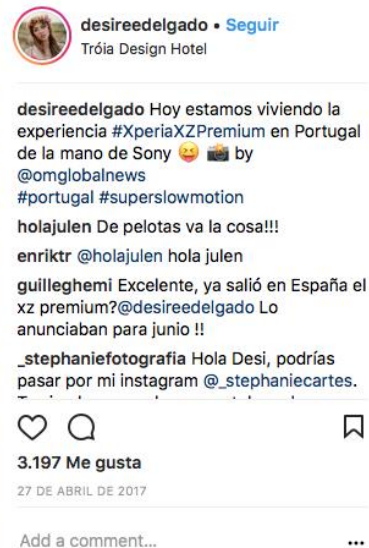 desireedelgado • Seguir
Tróia Design Hotel
desireedelgado Hoy estamos viviendo la
experiencia #XperiaXZPremium en Portugal
de la mano de Sony 😝 📸 by
@omglobalnews
#portugal #superslowmotion
holajulen De pelotas va la cosa!!!
enriktr @holajulen hola julen
guilleghemi Excelente, ya salió en España el
xz premium?@desireedelgado Lo
anunciaban para junio !!
_stephaniefotografia Hola Desi, podrías
pasar por mi instagram @_stephaniecartes.
3.197 Me gusta
27 DE ABRIL DE 2017
Add a comment...